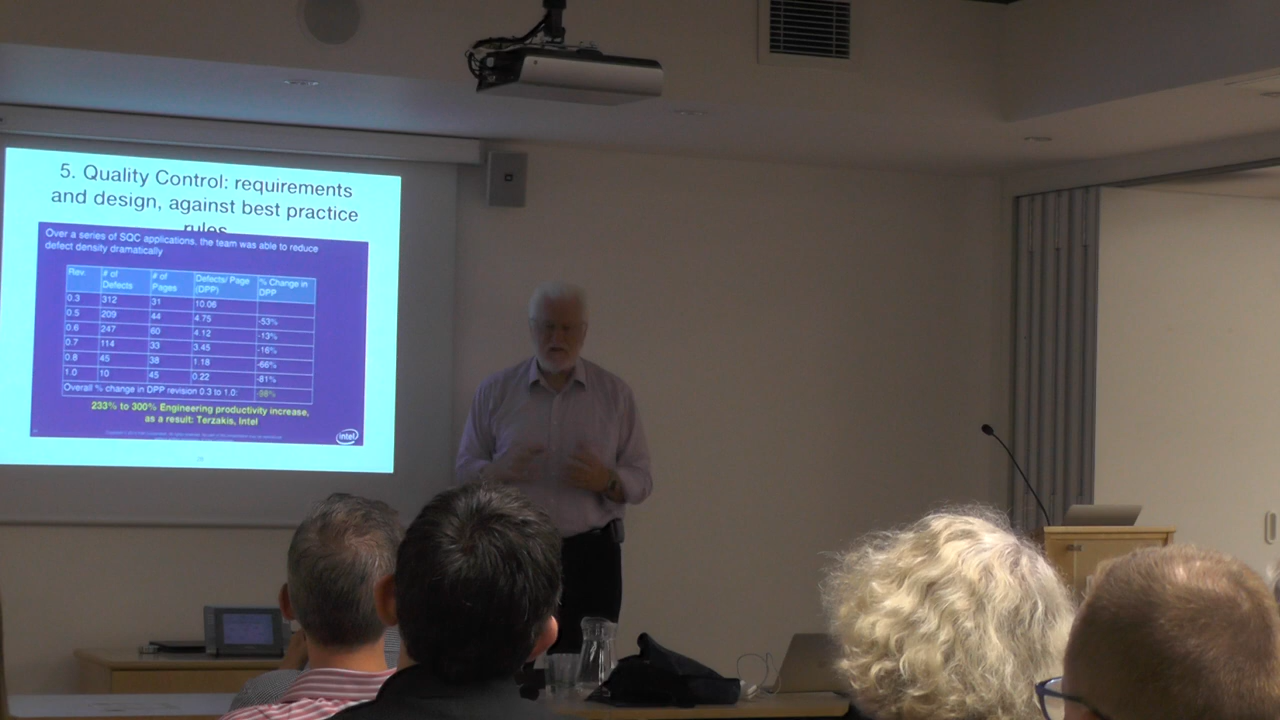 5. Quality Control: requirements
and design, against best practice
rules
Over a series of SQC applications, the team was able to reduce
defect density dramatically
Rev. # of Defects # of Pages Defects/ Page (DPP) % Change in DPP
0.3 312 31 10.06
0.5 209 44 4.75 -53%
0.6 247 60 4.12 -13%
0.7 114 33 3.45 -16%
0.8 45 38 1.18 -66%
1.0 10 45 0.22 -81%
Overall % change in DPP revision 0.3 to 1.0: -98%
233% to 300% Engineering productivity increase,
as a result: Terzakis, Intel
intel